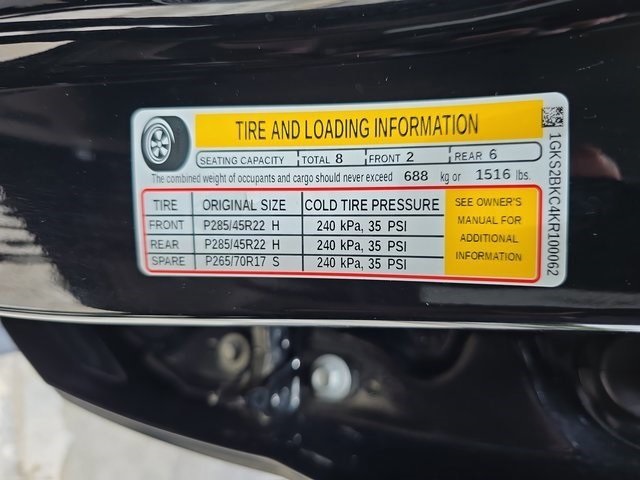 TIRE AND LOADING INFORMATION
SEATING CAPACITY TOTAL 8 FRONT 2 REAR 6
The combined weight of occupants and cargo should never exceed 688 kg or 1516 lbs.
TIRE ORIGINAL SIZE COLD TIRE PRESSURE
FRONT P285/45R22 H 240 kPa, 35 PSI
REAR P285/45R22 H 240 kPa, 35 PSI
SPARE P265/70R17 S 240 kPa, 35 PSI
SEE OWNER'S
MANUAL FOR
ADDITIONAL
INFORMATION
1GKS2BKC4KR100062